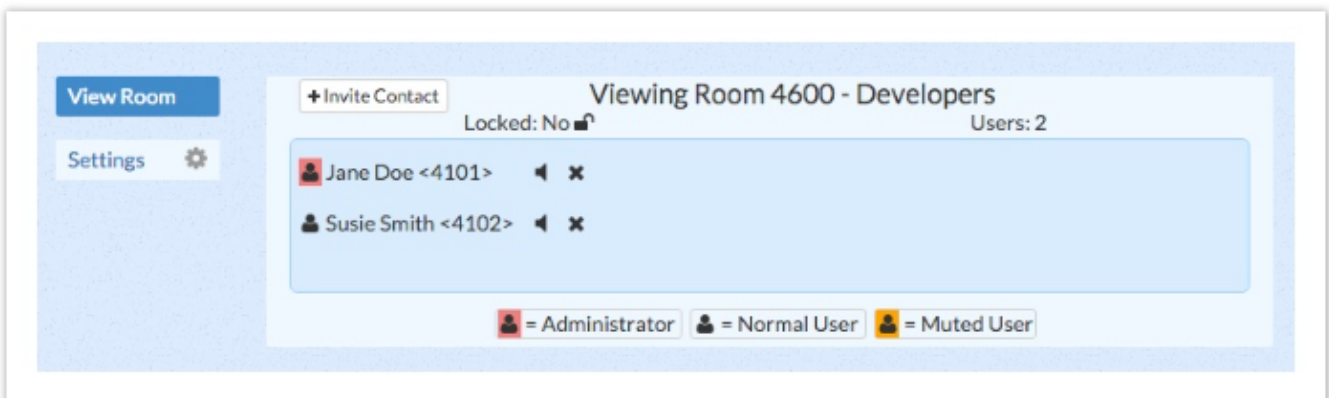 View Room
Settings
+Invite Contact
Viewing Room 4600 - Developers
Locked: No
Users: 2
Jane Doe <4101>
Susie Smith <4102>
= Administrator
= Normal User
= Muted User